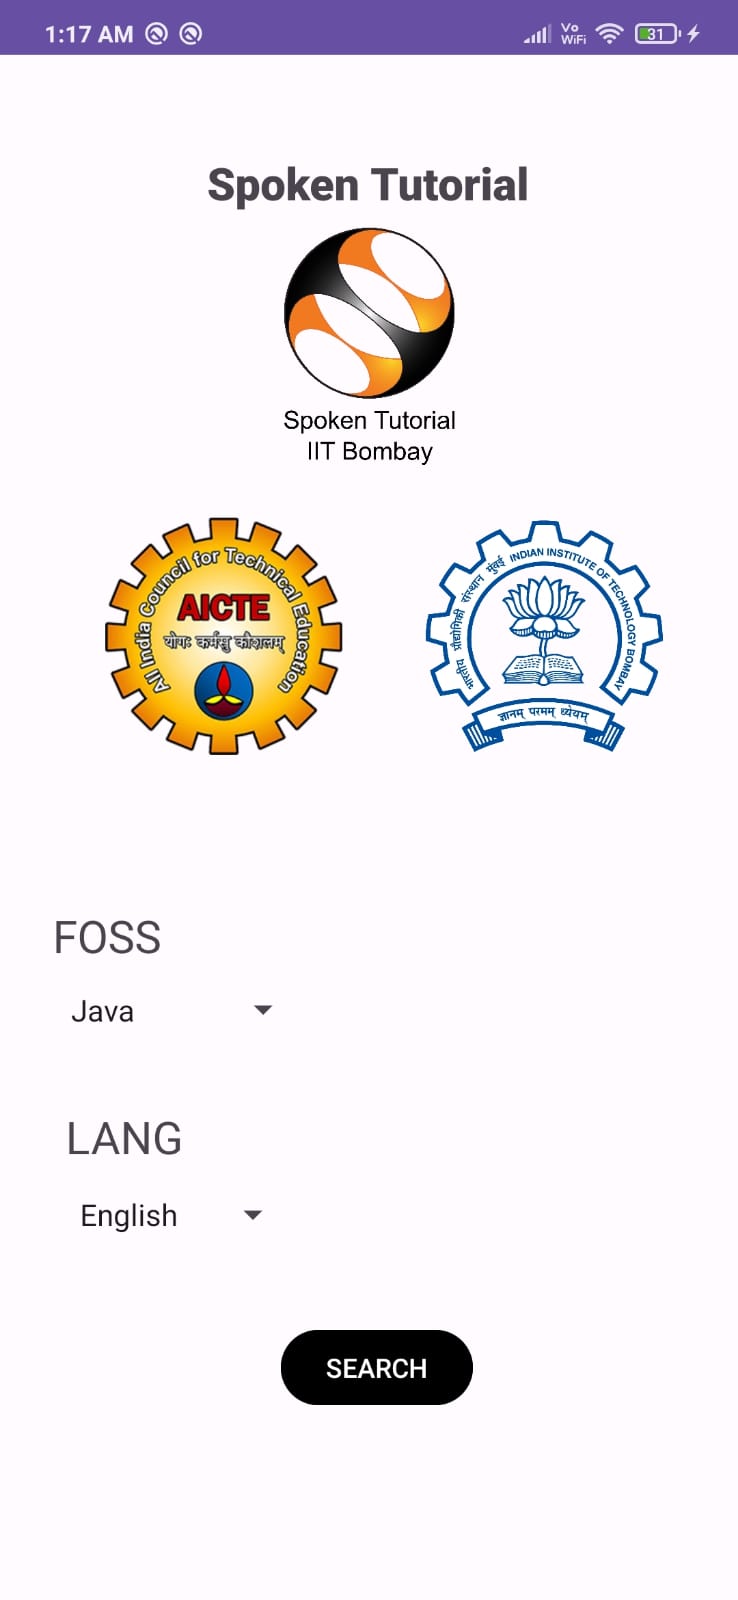 1:17 AM
Vo
WiFi
31
Spoken Tutorial
Spoken Tutorial
IIT Bombay
All India Council for Technical Education
AICTE
योगः कर्मसु कौशलम्
भारतीय प्रौद्योगिकी संस्थान मुंबई
INDIAN INSTITUTE OF TECHNOLOGY BOMBAY
ज्ञानम् परमम् ध्येयम्
FOSS
Java
LANG
English
SEARCH